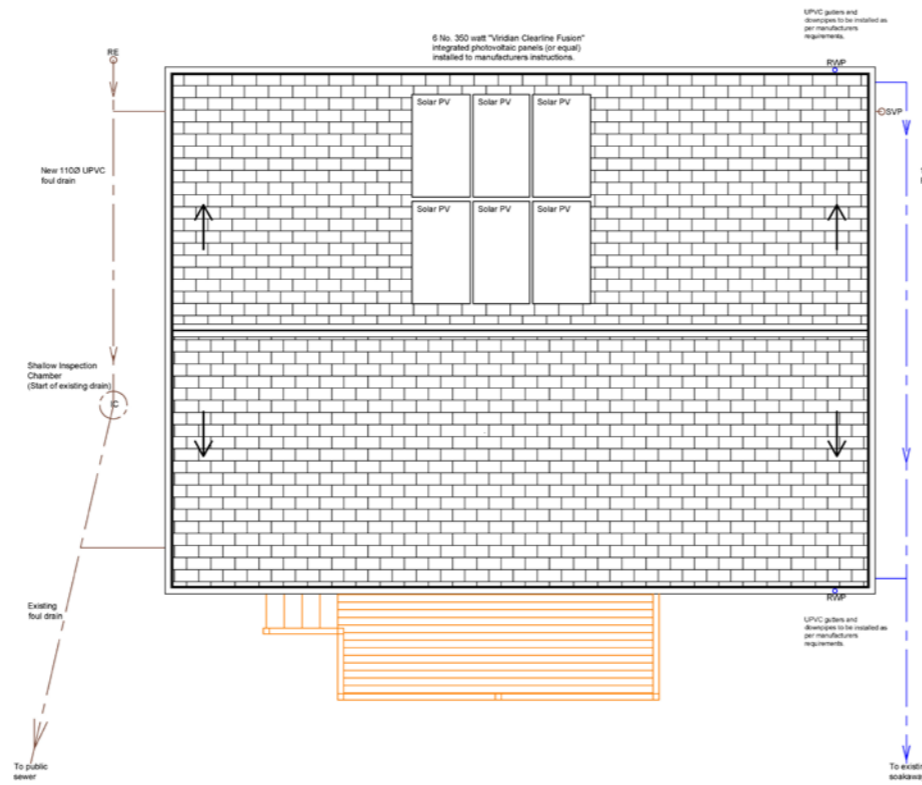 UPVC gutters and
downpipes to be installed as
per manufacturers
requirements.
6 No. 350 watt "Viridian Clearline Fusion"
integrated photovoltaic panels (or equal)
installed to manufacturers instructions.
RE
RWP
Solar PV Solar PV Solar PV
SVP
New 110Ø UPVC
foul drain
Solar PV Solar PV Solar PV
Shallow Inspection
Chamber
(Start of existing drain)
IC
Existing
foul drain
RWP
UPVC gutters and
downpipes to be installed as
per manufacturers
requirements.
To public
sewer
To existin
soakawa